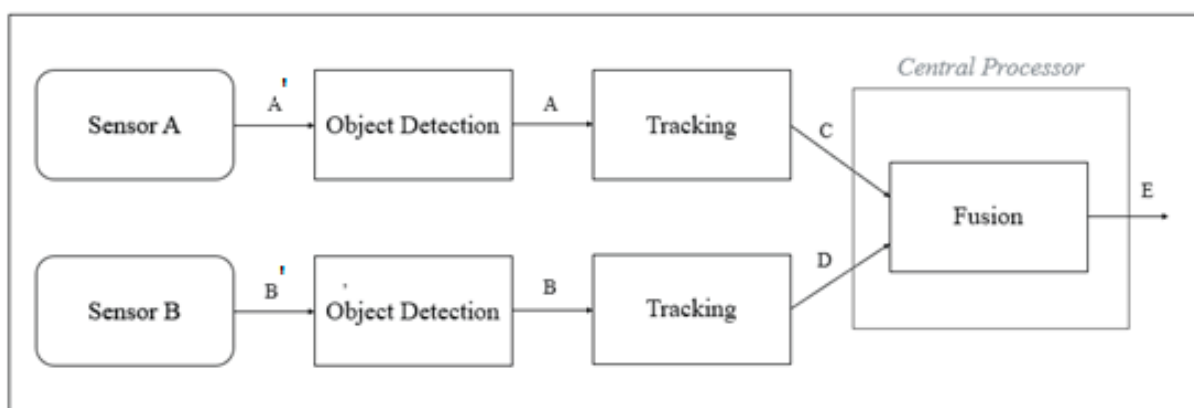 Central Processor
Sensor A
A'
Object Detection
A
Tracking
C
Fusion
E
Sensor B
B'
Object Detection
B
Tracking
D